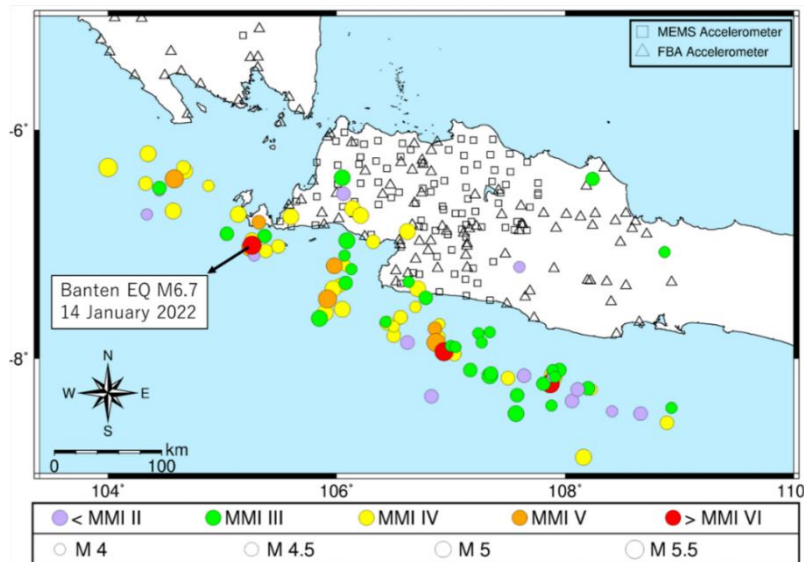 □ MEMS Accelerometer
△ FBA Accelerometer
-6°
Banten EQ M6.7
14 January 2022
-8°
N
W E
S
km
0 100
104° 106° 108° 110
< MMI II MMI III MMI IV MMI V > MMI VI
M 4 M 4.5 M 5 M 5.5